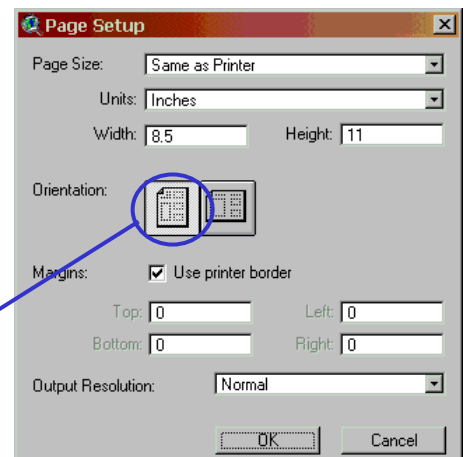 Page Setup
Page Size: Same as Printer
Units: Inches
Width: 8.5 Height: 11
Orientation:
Margins: Use printer border
Top: 0 Left: 0
Bottom: 0 Right: 0
Output Resolution: Normal
OK Cancel